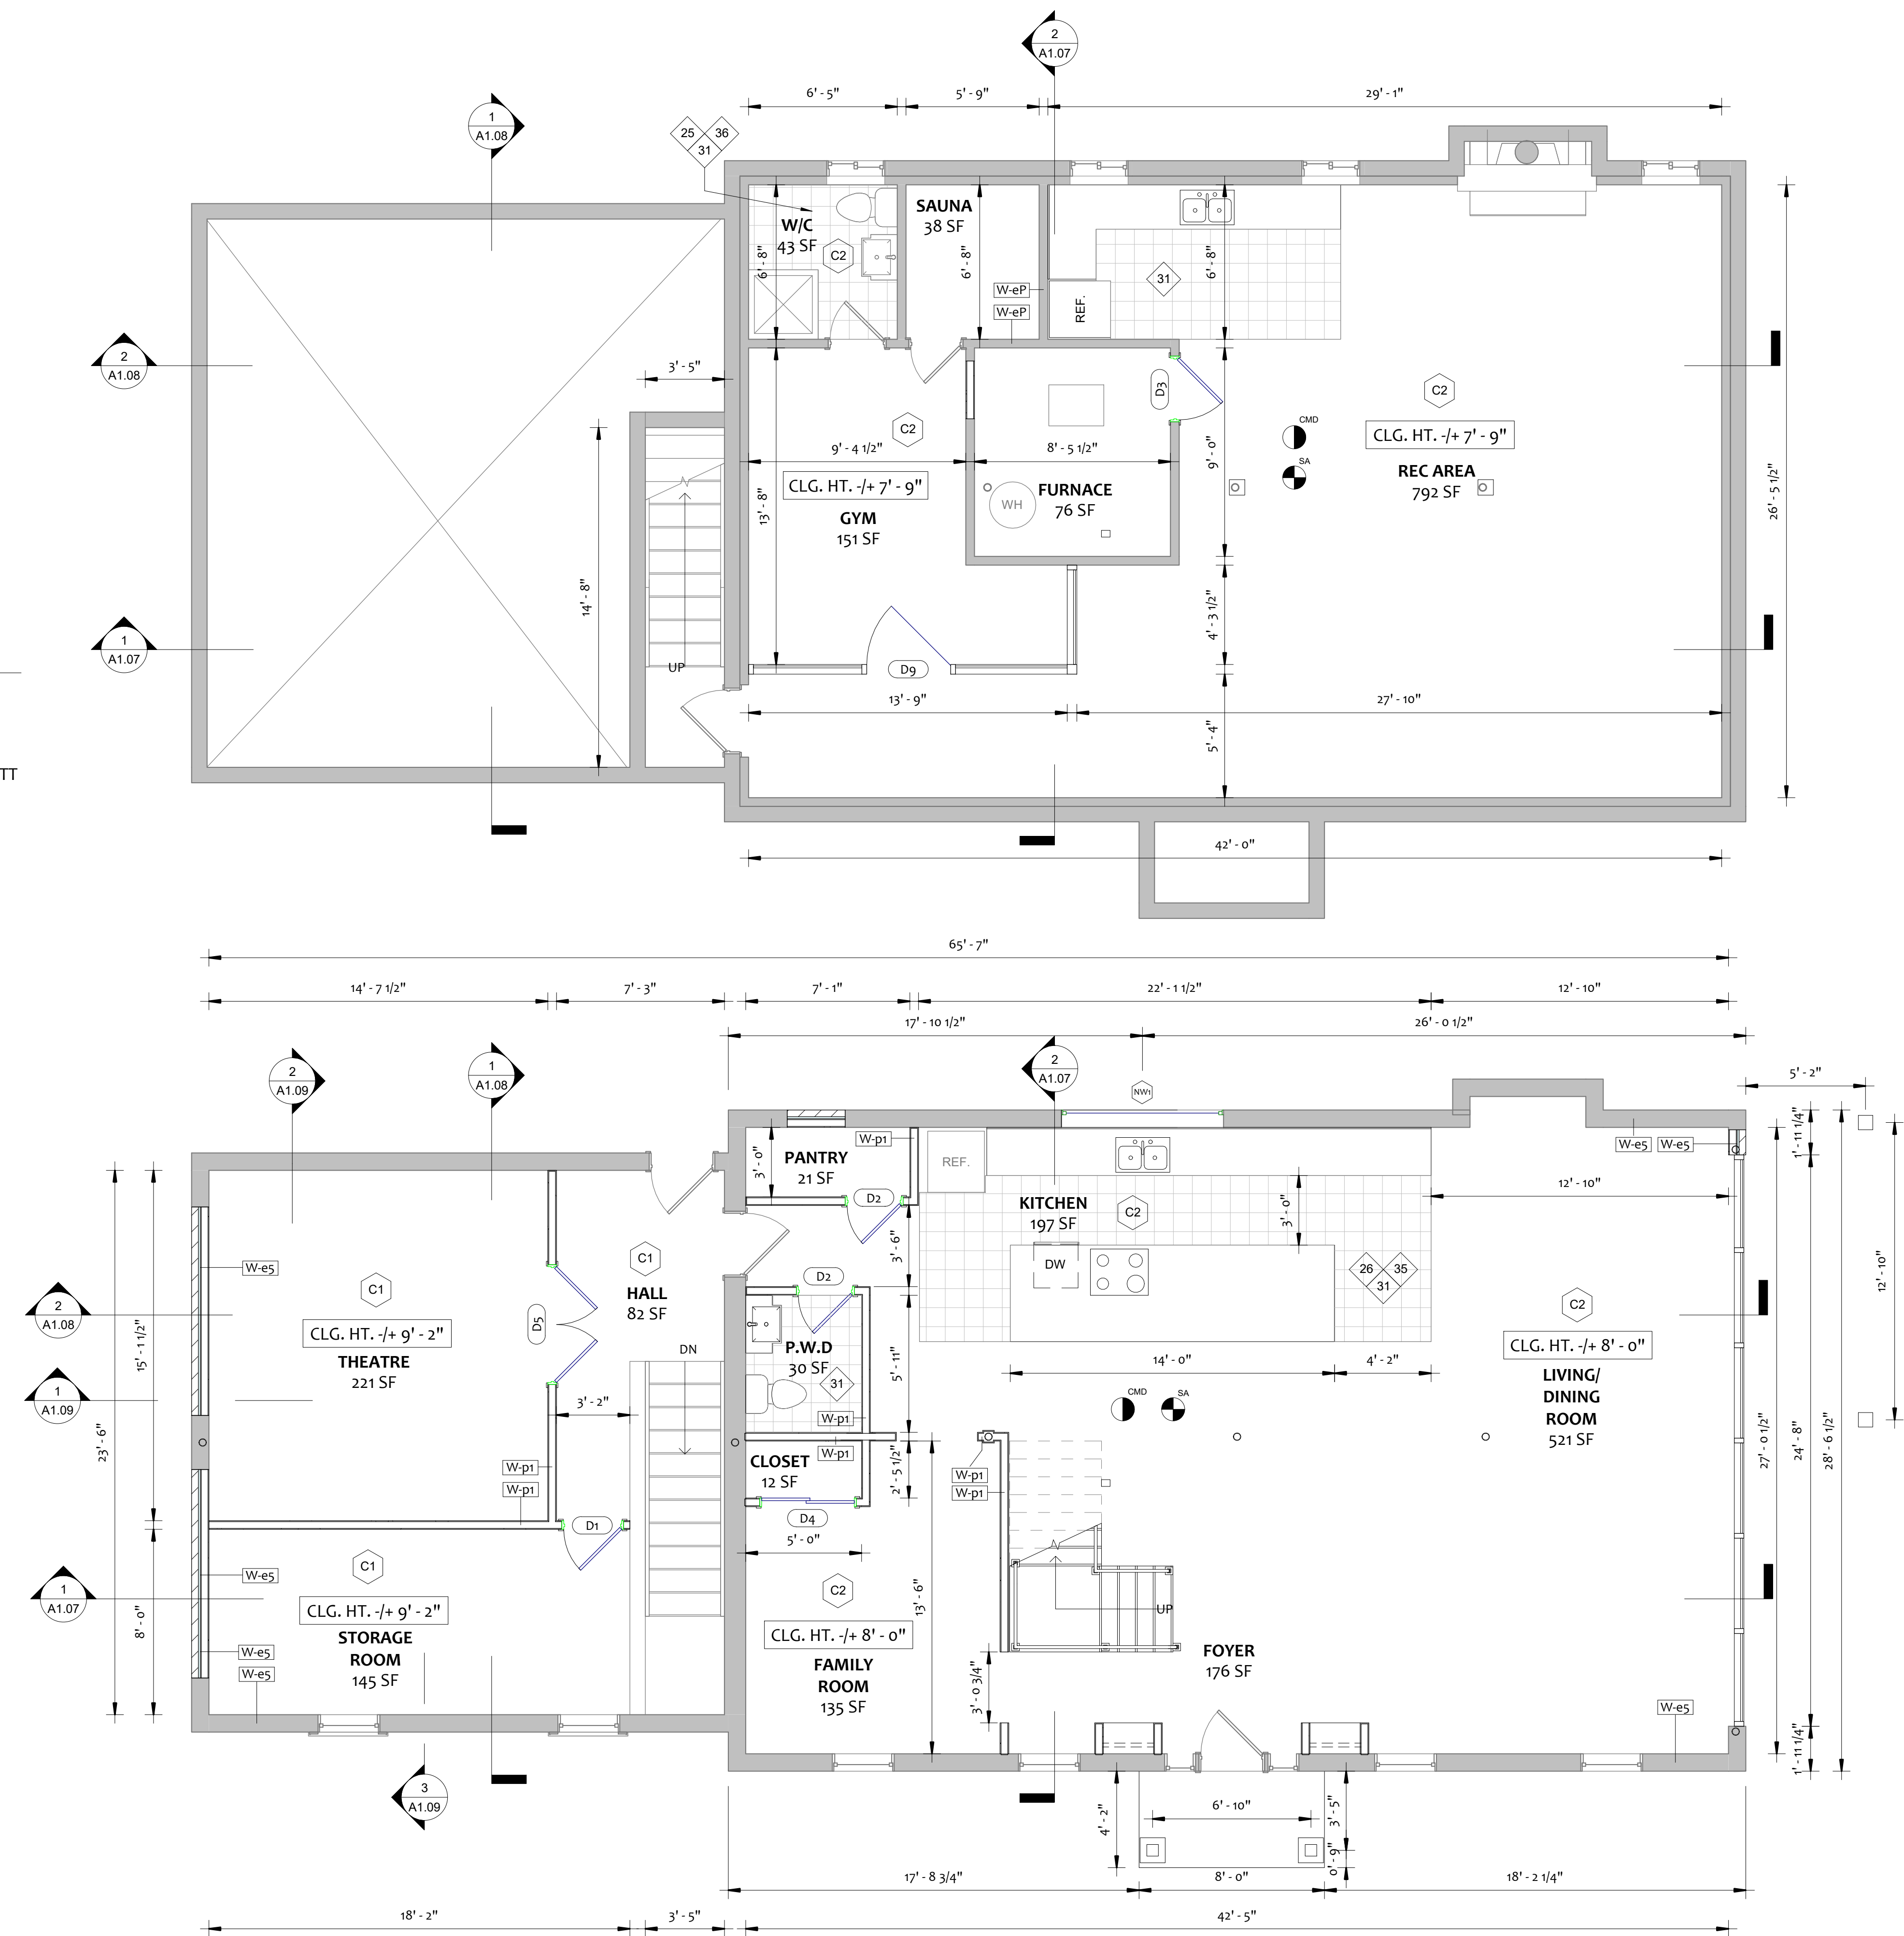 2
A1.07
6' - 5"
5' - 9"
29' - 1"
1
A1.08
25
36
31
W/C
43 SF
C2
6' - 8"
SAUNA
38 SF
6' - 8"
W-eP
W-eP
REF.
31
6' - 8"
2
A1.08
3' - 5"
D3
C2
CMD
CLG. HT. -/+ 7' - 9"
SA
REC AREA
792 SF
26' - 5 1/2"
C2
9' - 4 1/2"
8' - 5 1/2"
9' - 0"
CLG. HT. -/+ 7' - 9"
GYM
151 SF
13' - 8"
FURNACE
76 SF
WH
14' - 8"
4' - 3 1/2"
1
A1.07
UP
D9
13' - 9"
27' - 10"
5' - 4"
TT
42' - 0"
65' - 7"
14' - 7 1/2"
7' - 3"
7' - 1"
22' - 1 1/2"
12' - 10"
17' - 10 1/2"
26' - 0 1/2"
2
A1.09
1
A1.08
2
A1.07
NW1
5' - 2"
1' - 11 1/4"
W-p1
W-e5
W-e5
PANTRY
21 SF
3' - 0"
REF.
D2
KITCHEN
197 SF
C2
3' - 0"
12' - 10"
12' - 10"
3' - 6"
W-e5
C1
C1
HALL
82 SF
DW
26
35
31
D2
C2
2
A1.08
D5
CLG. HT. -/+ 9' - 2"
THEATRE
221 SF
15' - 1 1/2"
DN
P.W.D
30 SF
31
5' - 11"
14' - 0"
4' - 2"
CLG. HT. -/+ 8' - 0"
LIVING/
DINING
ROOM
521 SF
1
A1.09
3' - 2"
CMD
SA
W-p1
W-p1
23' - 6"
27' - 0 1/2"
24' - 8"
28' - 6 1/2"
W-p1
W-p1
CLOSET
12 SF
2' - 5 1/2"
W-p1
W-p1
D1
D4
5' - 0"
C1
W-e5
C2
1
A1.07
8' - 0"
CLG. HT. -/+ 9' - 2"
STORAGE
ROOM
145 SF
W-e5
W-e5
13' - 6"
CLG. HT. -/+ 8' - 0"
FAMILY
ROOM
135 SF
UP
FOYER
176 SF
3' - 0 3/4"
W-e5
1' - 11 1/4"
3
A1.09
4' - 2"
6' - 10"
3' - 5"
0' - 9"
17' - 8 3/4"
8' - 0"
18' - 2 1/4"
18' - 2"
3' - 5"
42' - 5"